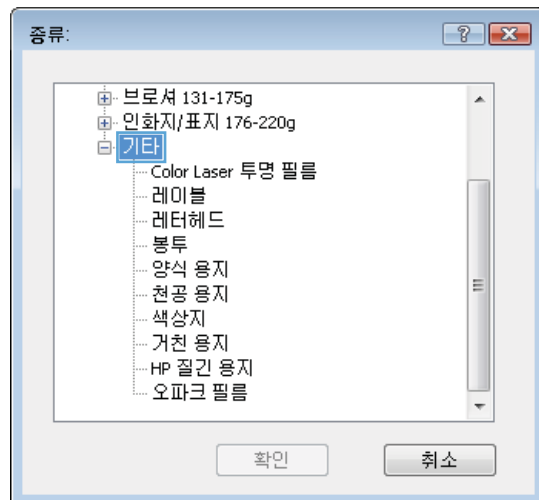 종류:
브로셔 131-175g
인화지/표지 176-220g
기타
Color Laser 투명 필름
레이블
레터헤드
봉투
양식 용지
천공 용지
색상지
거친 용지
HP 질긴 용지
오파크 필름
확인 취소